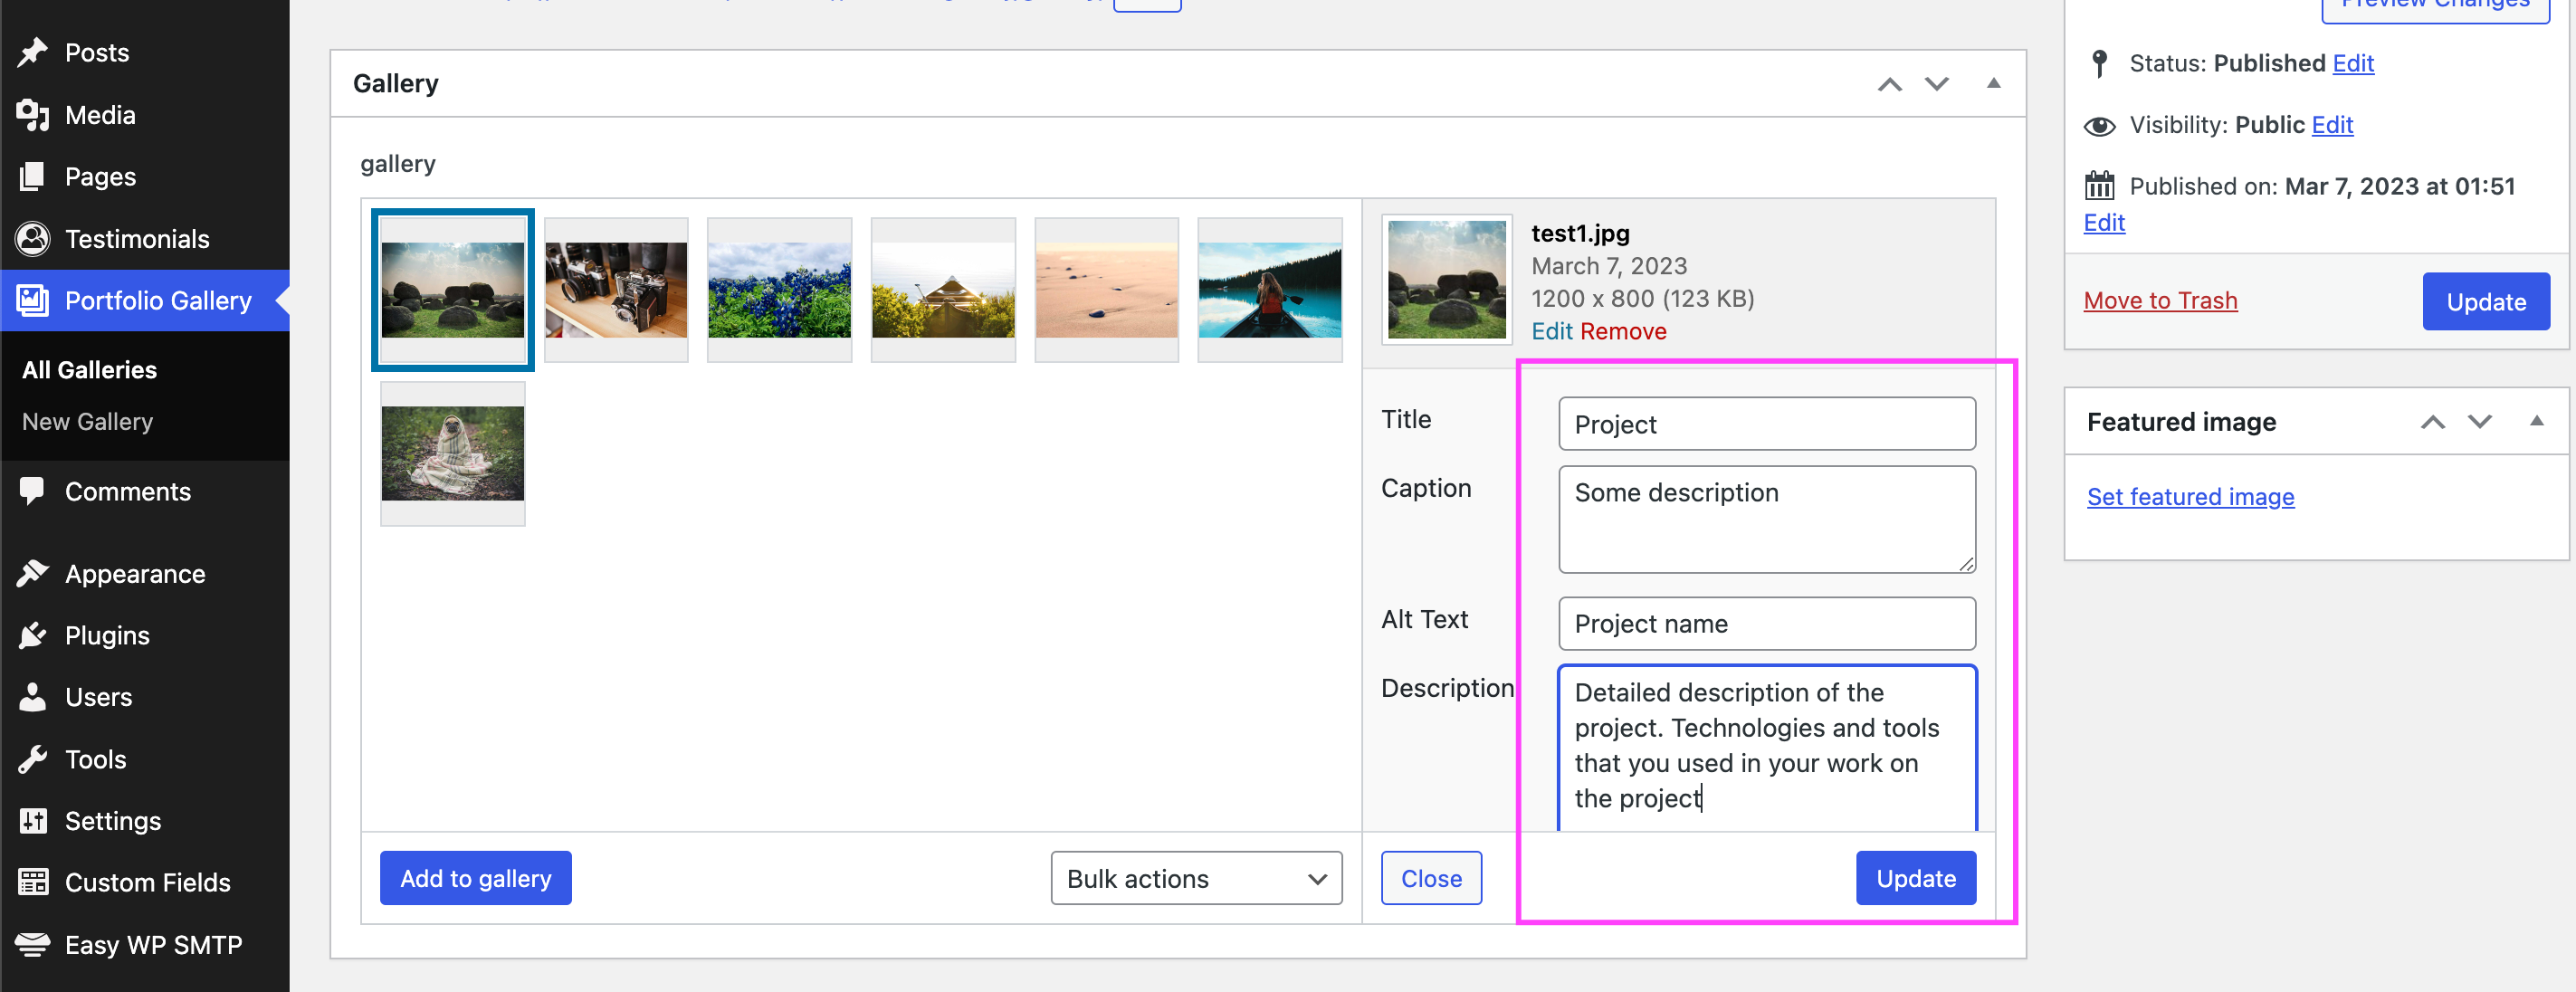 Posts
Media
Pages
Testimonials
Portfolio Gallery
All Galleries
New Gallery
Comments
Appearance
Plugins
Users
Tools
Settings
Custom Fields
Easy WP SMTP
Gallery
gallery
test1.jpg
March 7, 2023
1200 x 800 (123 KB)
Edit Remove
Title
Project
Caption
Some description
Alt Text
Project name
Description
Detailed description of the
project. Technologies and tools
that you used in your work on
the project
Add to gallery
Bulk actions
Close
Update
Preview Changes
Status: Published Edit
Visibility: Public Edit
Published on: Mar 7, 2023 at 01:51
Edit
Move to Trash
Update
Featured image
Set featured image